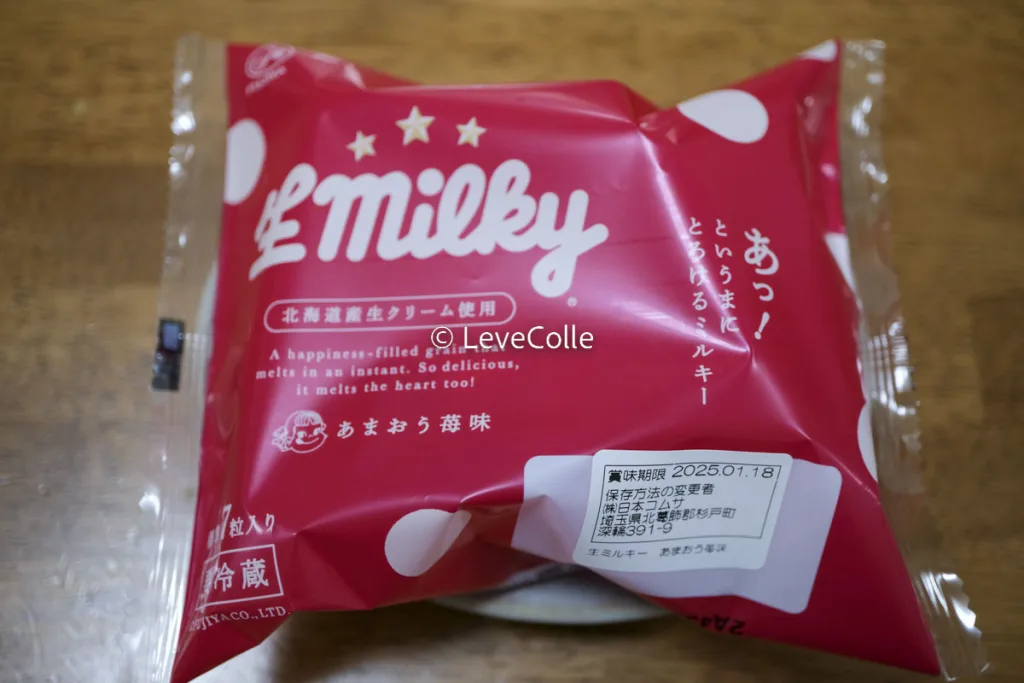 生milky
®
北海道産生クリーム使用
A happiness-filled grain that
melts in an instant. So delicious,
it melts the heart too!
あまおう苺味
あっ!
というまに
とろけるミルキー
© LeveColle
7粒入り
冷蔵
FUJIYA CO., LTD.
賞味期限 2025.01.18
保存方法の変更者
㈱日本コムサ
埼玉県北葛飾郡杉戸町
深輪391-9
生ミルキー あまおう苺味